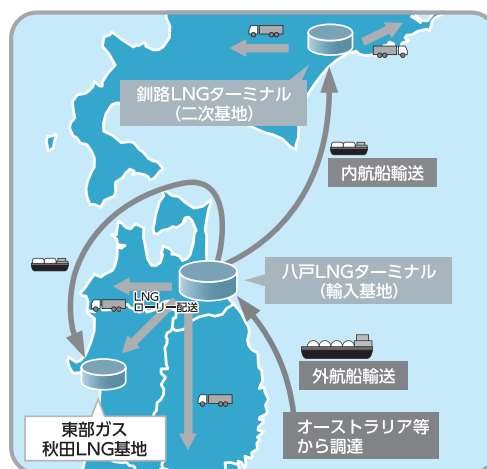 釧路LNGターミナル
（二次基地）
内航船輸送
八戸LNGターミナル
（輸入基地）
LNG
ローリー配送
外航船輸送
東部ガス
秋田LNG基地
オーストラリア等
から調達